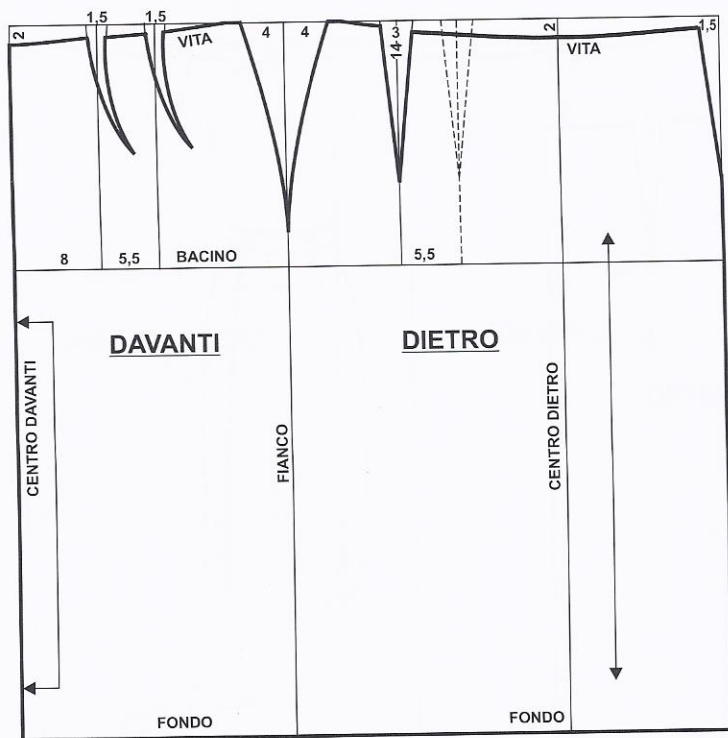 1,5
1,5
2
VITA
4
4
3
14
2
VITA
1,5
8
5,5
BACINO
5,5
DAVANTI
DIETRO
CENTRO DAVANTI
FIANCO
CENTRO DIETRO
FONDO
FONDO